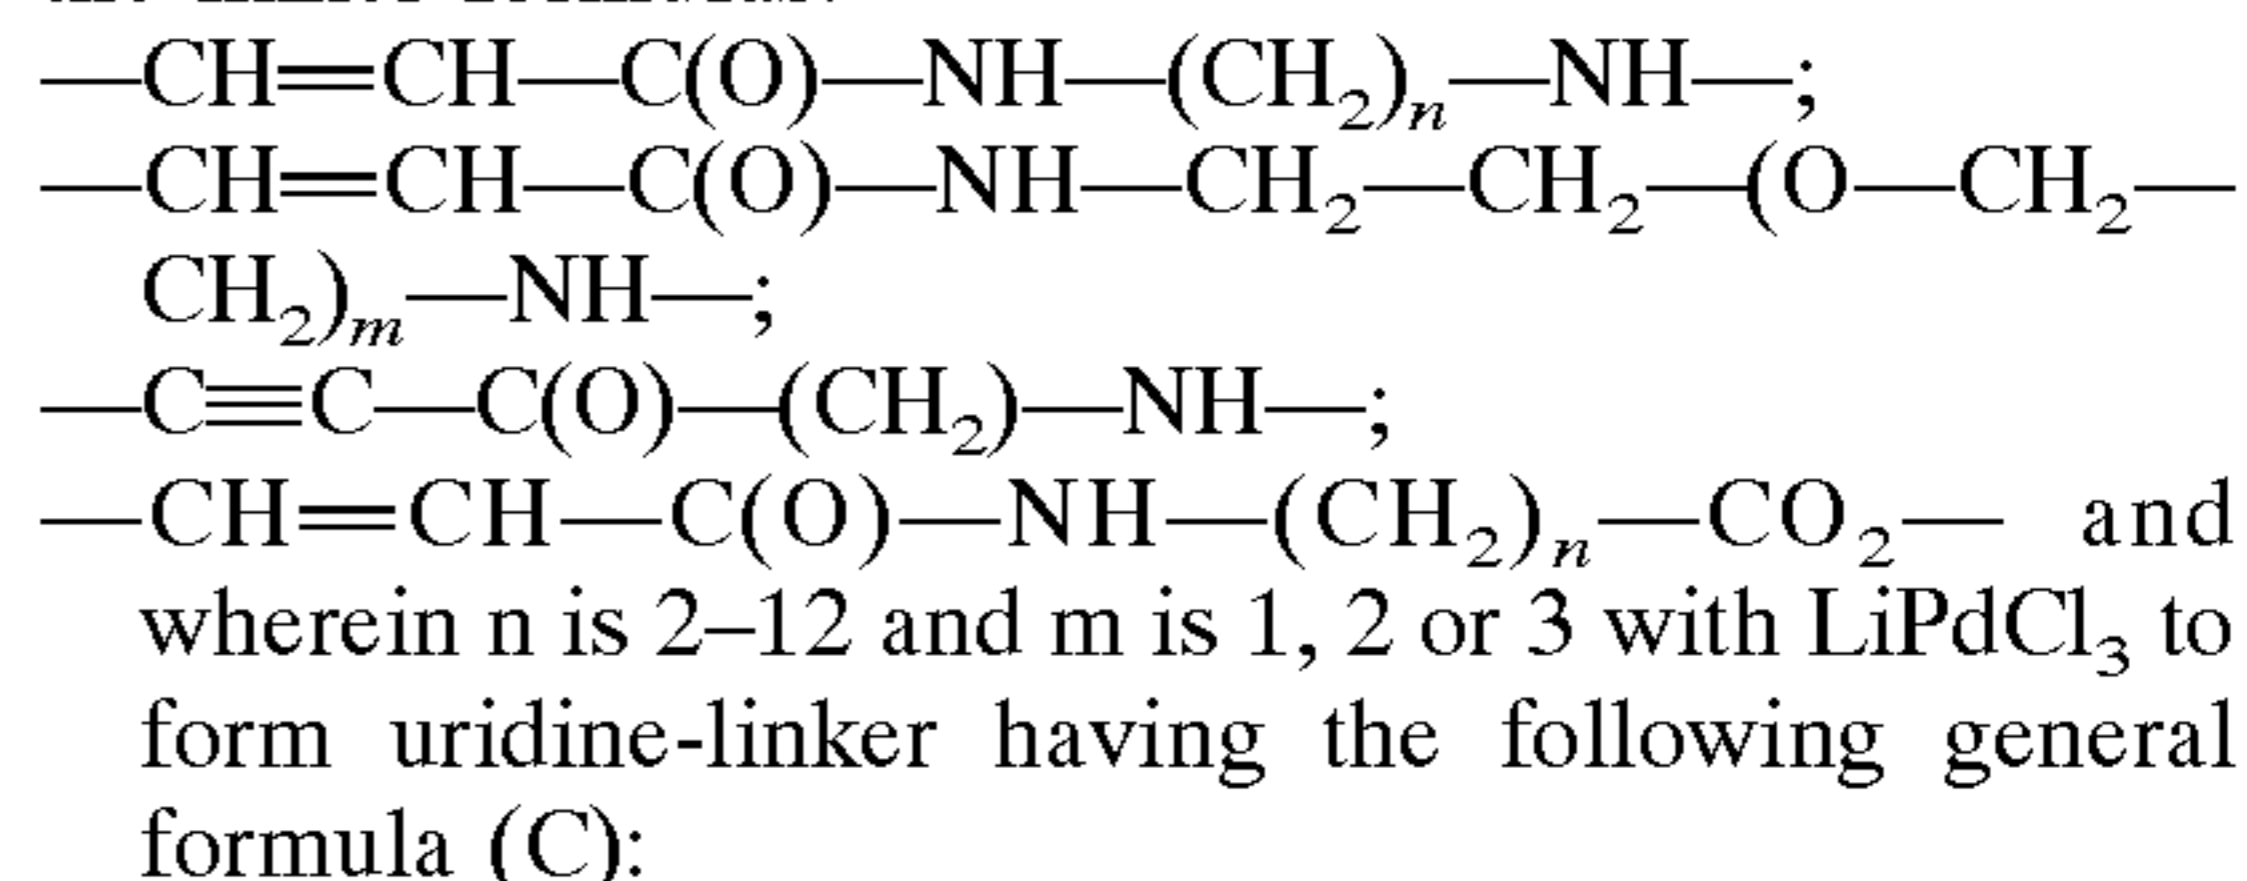 —CH=CH—C(O)—NH—(CH₂)ₙ—NH—;
—CH=CH—C(O)—NH—CH₂—CH₂—(O—CH₂—
CH₂)ₘ—NH—;
—C≡C—C(O)—(CH₂)—NH—;
—CH=CH—C(O)—NH—(CH₂)ₙ—CO₂— and
wherein n is 2–12 and m is 1, 2 or 3 with LiPdCl₃ to
form uridine-linker having the following general
formula (C):